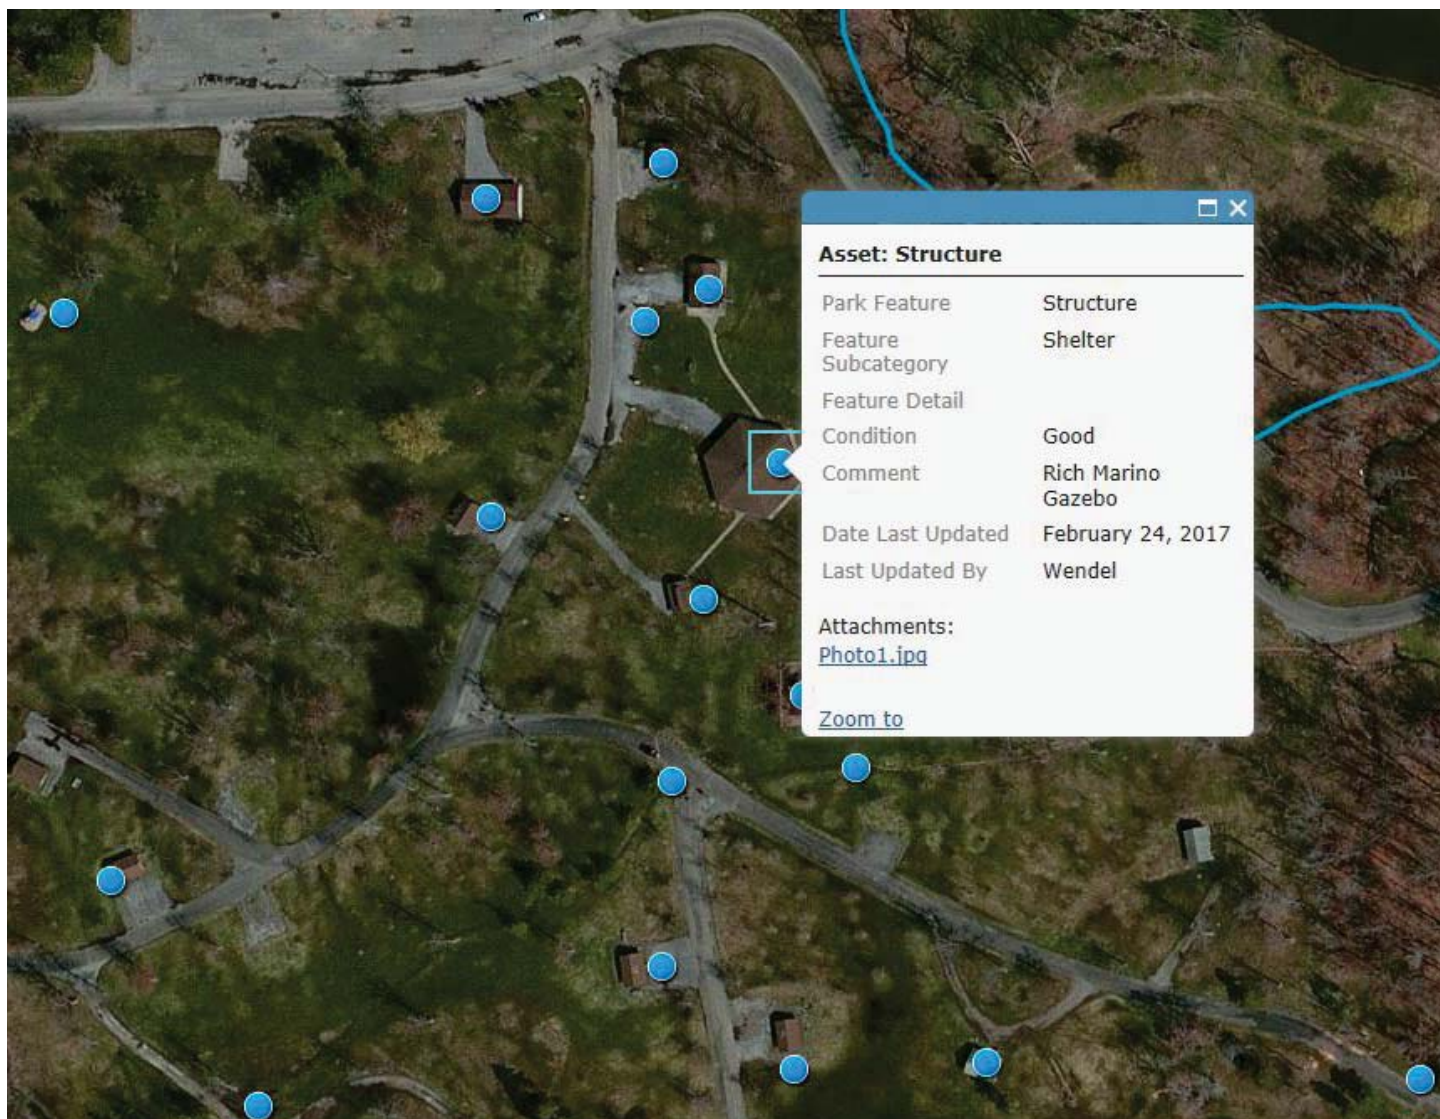 Asset: Structure
Park Feature Structure
Feature Shelter
Subcategory
Feature Detail
Condition Good
Comment Rich Marino
Gazebo
Date Last Updated February 24, 2017
Last Updated By Wendel
Attachments:
Photo1.jpg
Zoom to